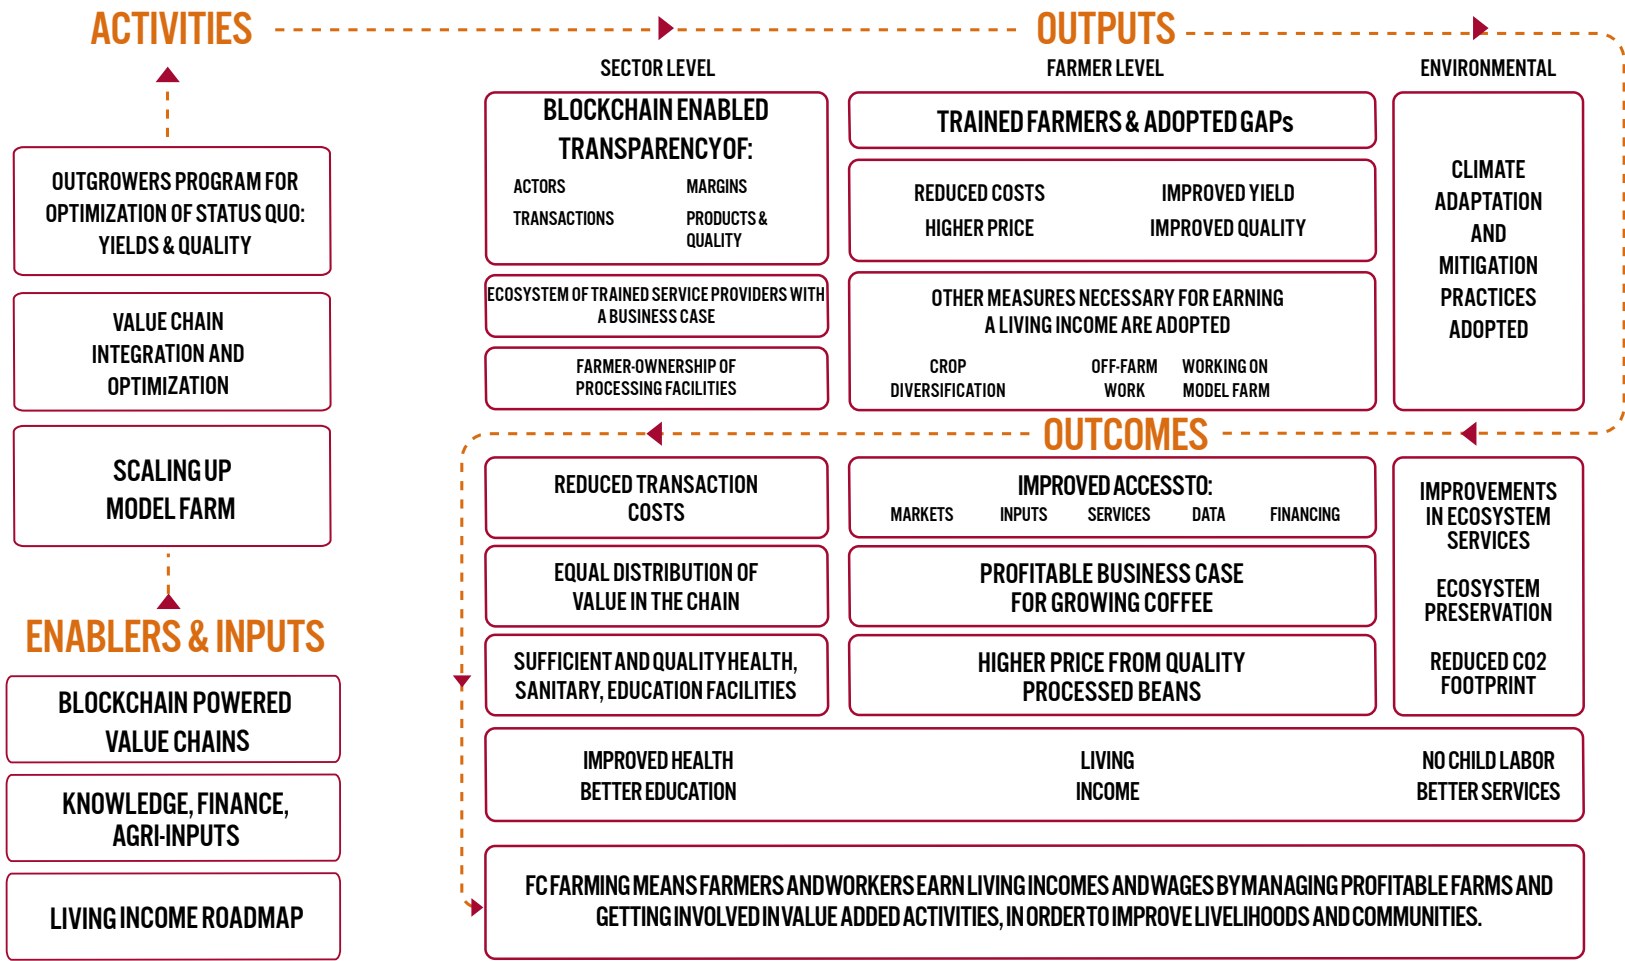 ACTIVITIES
OUTGROWERS PROGRAM FOR
OPTIMIZATION OF STATUS QUO:
YIELDS & QUALITY
VALUE CHAIN
INTEGRATION AND
OPTIMIZATION
SCALING UP
MODEL FARM
ENABLERS & INPUTS
BLOCKCHAIN POWERED
VALUE CHAINS
KNOWLEDGE, FINANCE,
AGRI-INPUTS
LIVING INCOME ROADMAP
OUTPUTS
SECTOR LEVEL
BLOCKCHAIN ENABLED
TRANSPARENCY OF:
ACTORS MARGINS
TRANSACTIONS PRODUCTS &
QUALITY
ECOSYSTEM OF TRAINED SERVICE PROVIDERS WITH
A BUSINESS CASE
FARMER-OWNERSHIP OF
PROCESSING FACILITIES
FARMER LEVEL
TRAINED FARMERS & ADOPTED GAPs
REDUCED COSTS IMPROVED YIELD
HIGHER PRICE IMPROVED QUALITY
OTHER MEASURES NECESSARY FOR EARNING
A LIVING INCOME ARE ADOPTED
CROP
DIVERSIFICATION
OFF-FARM
WORK
WORKING ON
MODEL FARM
ENVIRONMENTAL
CLIMATE
ADAPTATION
AND
MITIGATION
PRACTICES
ADOPTED
OUTCOMES
REDUCED TRANSACTION
COSTS
EQUAL DISTRIBUTION OF
VALUE IN THE CHAIN
SUFFICIENT AND QUALITY HEALTH,
SANITARY, EDUCATION FACILITIES
IMPROVED ACCESS TO:
MARKETS INPUTS SERVICES DATA FINANCING
PROFITABLE BUSINESS CASE
FOR GROWING COFFEE
HIGHER PRICE FROM QUALITY
PROCESSED BEANS
IMPROVEMENTS
IN ECOSYSTEM
SERVICES
ECOSYSTEM
PRESERVATION
REDUCED CO2
FOOTPRINT
IMPROVED HEALTH
BETTER EDUCATION
LIVING
INCOME
NO CHILD LABOR
BETTER SERVICES
FC FARMING MEANS FARMERS AND WORKERS EARN LIVING INCOMES AND WAGES BY MANAGING PROFITABLE FARMS AND
GETTING INVOLVED IN VALUE ADDED ACTIVITIES, IN ORDER TO IMPROVE LIVELIHOODS AND COMMUNITIES.